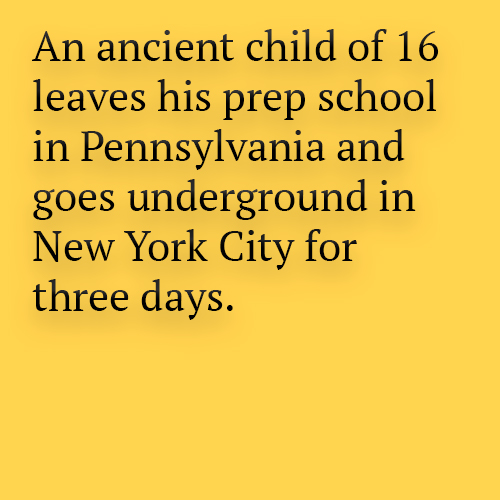 An ancient child of 16
leaves his prep school
in Pennsylvania and
goes underground in
New York City for
three days.